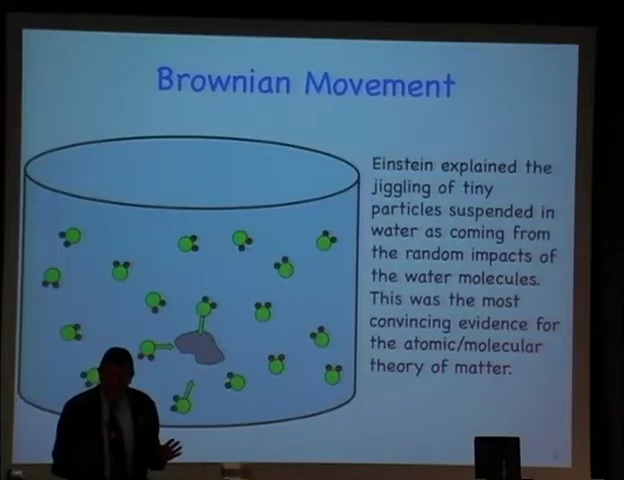 Brownian Movement
Einstein explained the
jiggling of tiny
particles suspended in
water as coming from
the random impacts of
the water molecules.
This was the most
convincing evidence for
the atomic/molecular
theory of matter.